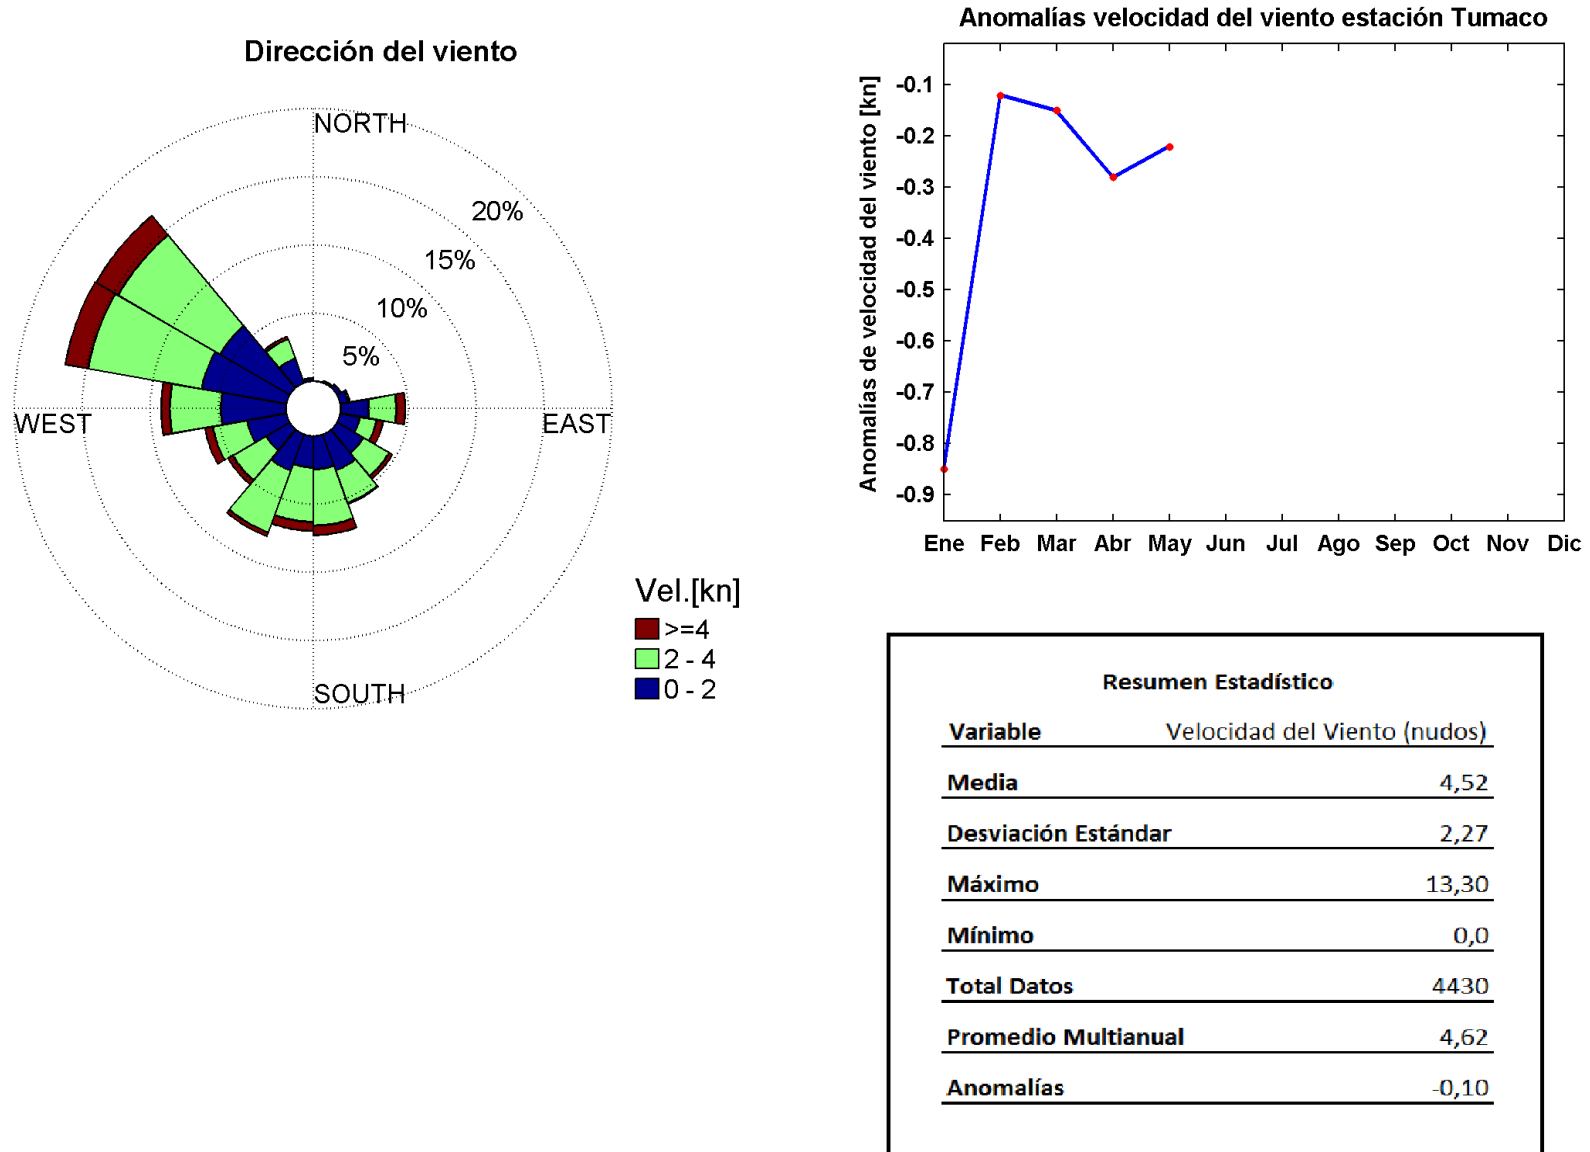 Dirección del viento
NORTH
20%
15%
10%
5%
WEST
EAST
SOUTH
Vel.[kn]
>=4
2 - 4
0 - 2
Anomalías velocidad del viento estación Tumaco
Anomalías de velocidad del viento [kn]
-0.1
-0.2
-0.3
-0.4
-0.5
-0.6
-0.7
-0.8
-0.9
Ene Feb Mar Abr May Jun Jul Ago Sep Oct Nov Dic
Resumen Estadístico
Variable Velocidad del Viento (nudos)
Media 4,52
Desviación Estándar 2,27
Máximo 13,30
Mínimo 0,0
Total Datos 4430
Promedio Multianual 4,62
Anomalías -0,10